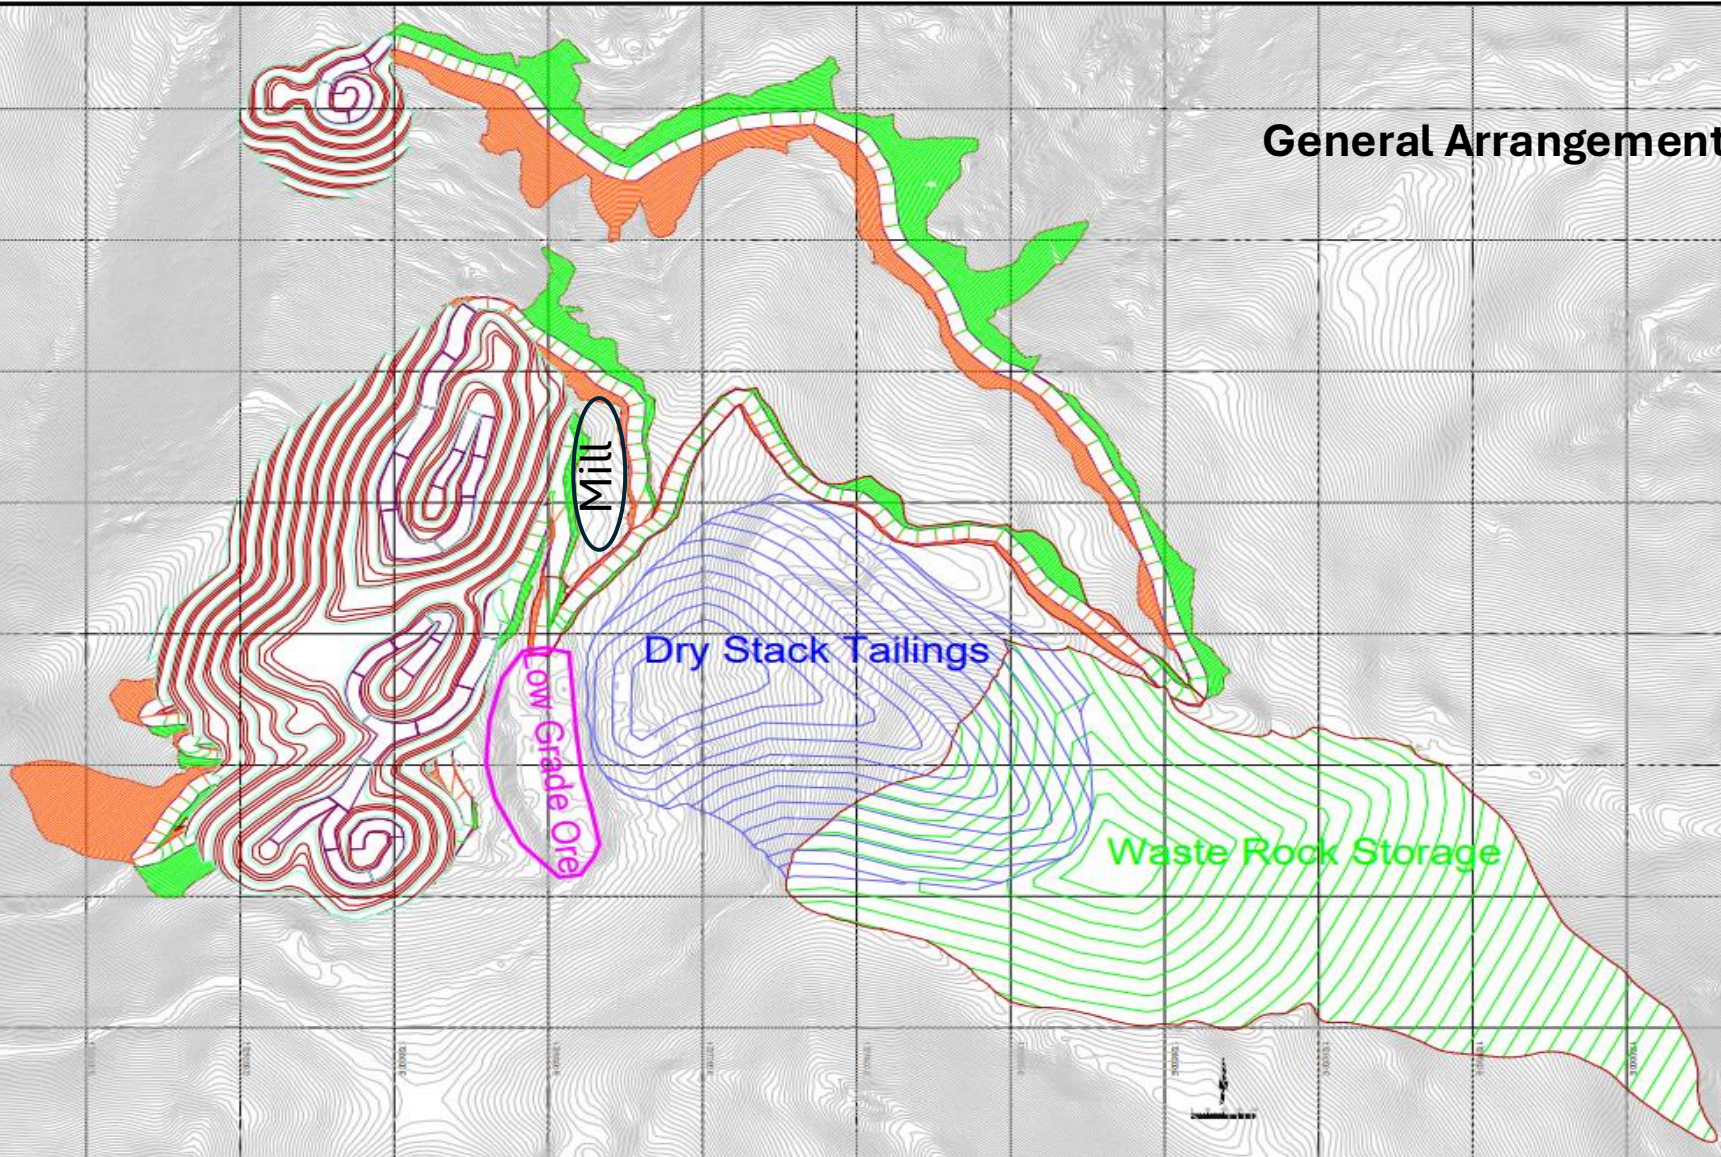 General Arrangement
Mill
Dry Stack Tailings
Low Grade Ore
Waste Rock Storage